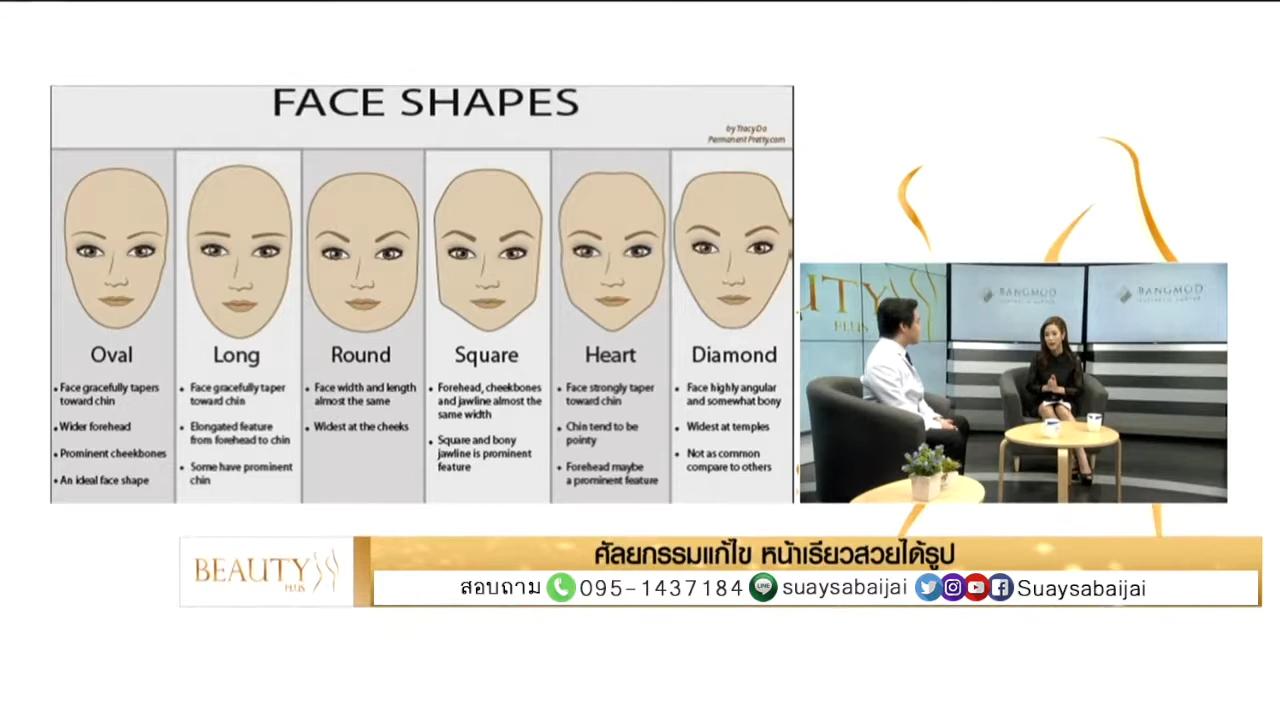 FACE SHAPES
by Tracy Do
Permanent Pretty.com
Oval
• Face gracefully tapers
toward chin
• Wider forehead
• Prominent cheekbones
• An ideal face shape
Long
• Face gracefully taper
toward chin
• Elongated feature
from forehead to chin
• Some have prominent
chin
Round
• Face width and length
almost the same
• Widest at the cheeks
Square
• Forehead, cheekbones
and jawline almost the
same width
• Square and bony
jawline is prominent
feature
Heart
• Face strongly taper
toward chin
• Chin tend to be
pointy
• Forehead maybe
a prominent feature
Diamond
• Face highly angular
and somewhat bony
• Widest at temples
• Not as common
compare to others
UTY
PLUS
BANGMOD
BANGMOD
BEAUTY
PLUS
ศัลยกรรมแก้ไข หน้าเรียวสวยได้รูป
สอบถาม 095-1437184 suaysabaijai Suaysabaijai